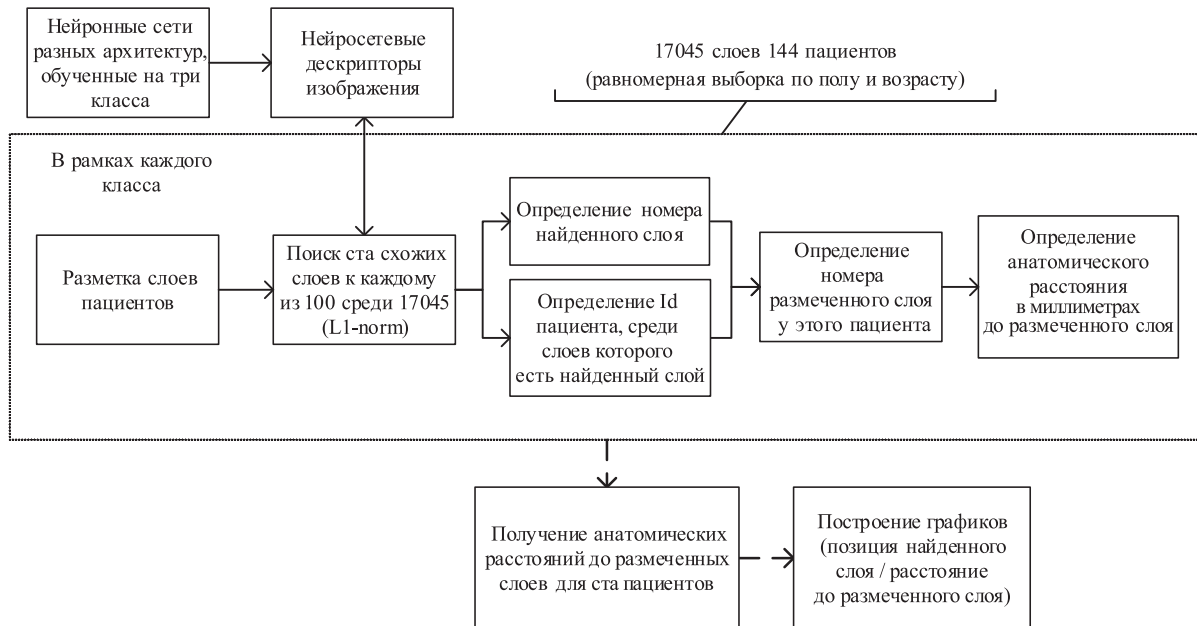 Нейронные сети
разных архитектур,
обученные на три
класса
Нейросетевые
дескрипторы
изображения
17045 слоев 144 пациентов
(равномерная выборка по полу и возрасту)
В рамках каждого
класса
Разметка слоев
пациентов
Поиск ста схожих
слоев к каждому
из 100 среди 17045
(L1-norm)
Определение номера
найденного слоя
Определение Id
пациента, среди
слоев которого
есть найденный слой
Определение
номера
размеченного слоя
у этого пациента
Определение
анатомического
расстояния
в миллиметрах
до размеченного слоя
Получение анатомических
расстояний до размеченных
слоев для ста пациентов
Построение графиков
(позиция найденного
слоя / расстояние
до размеченного слоя)